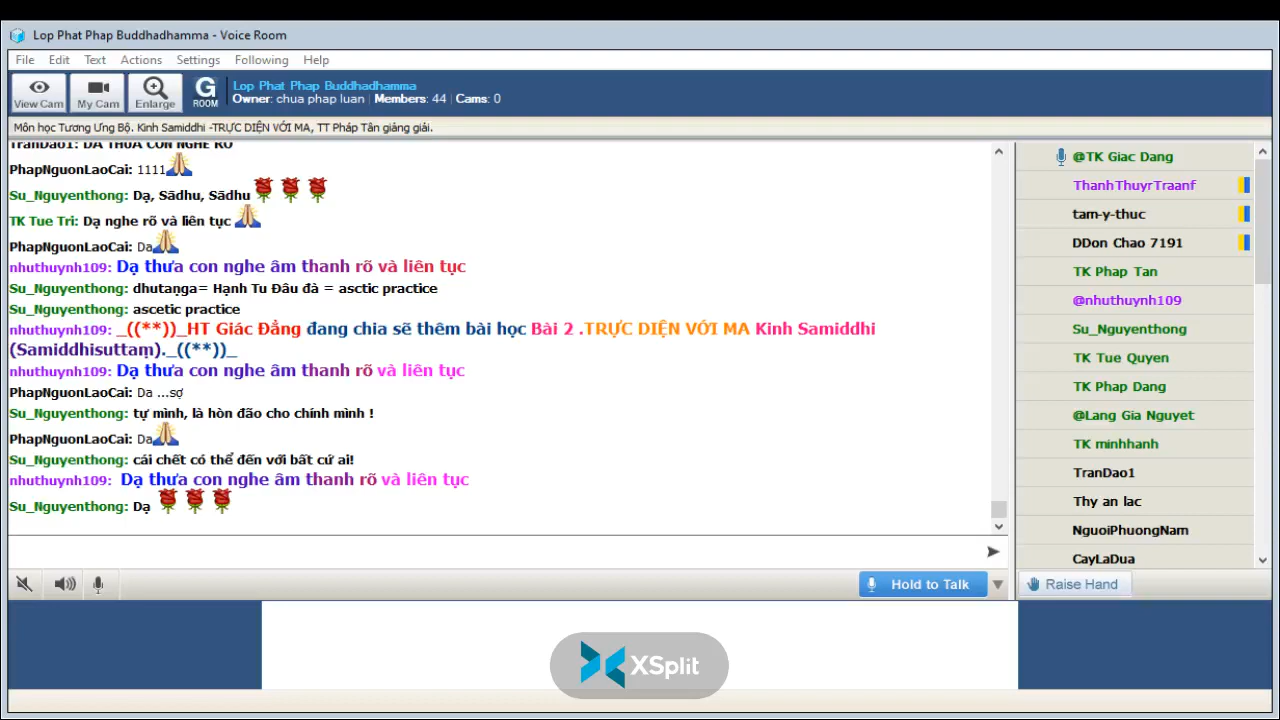 Lop Phat Phap Buddhadhamma - Voice Room
File Edit Text Actions Settings Following Help
View Cam My Cam Enlarge G ROOM
Lop Phat Phap Buddhadhamma
Owner: chua phap luan | Members: 44 | Cams: 0
Môn học Tương Ưng Bộ. Kinh Samiddhi -TRỰC DIỆN VỚI MA, TT Pháp Tân giảng giải.
TranDao1: DA THUA CON NGHE RO
PhapNguonLaoCai: 1111
Su_Nguyenthong: Dạ, Sādhu, Sādhu
TK Tue Tri: Dạ nghe rõ và liên tục
PhapNguonLaoCai: Da
nhuthuynh109: Dạ thưa con nghe âm thanh rõ và liên tục
Su_Nguyenthong: dhutaṇga= Hạnh Tu Đầu đà = asctic practice
Su_Nguyenthong: ascetic practice
nhuthuynh109: _((**))_HT Giác Đẳng đang chia sẽ thêm bài học Bài 2 .TRỰC DIỆN VỚI MA Kinh Samiddhi
(Samiddhisuttaṃ)._((**))_
nhuthuynh109: Dạ thưa con nghe âm thanh rõ và liên tục
PhapNguonLaoCai: Da ...sợ
Su_Nguyenthong: tự mình, là hòn đão cho chính mình !
PhapNguonLaoCai: Da
Su_Nguyenthong: cái chết có thể đến với bất cứ ai!
nhuthuynh109: Dạ thưa con nghe âm thanh rõ và liên tục
Su_Nguyenthong: Dạ
@TK Giac Dang
ThanhThuyrTraanf
tam-y-thuc
DDon Chao 7191
TK Phap Tan
@nhuthuynh109
Su_Nguyenthong
TK Tue Quyen
TK Phap Dang
@Lang Gia Nguyet
TK minhhanh
TranDao1
Thy an lac
NguoiPhuongNam
CayLaDua
Hold to Talk
Raise Hand
XSplit